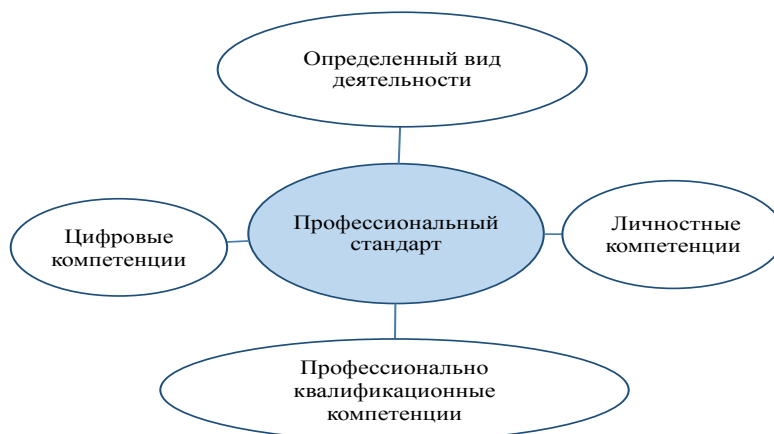 Определенный вид
деятельности
Цифровые
компетенции
Профессиональный
стандарт
Личностные
компетенции
Профессионально
квалификационные
компетенции